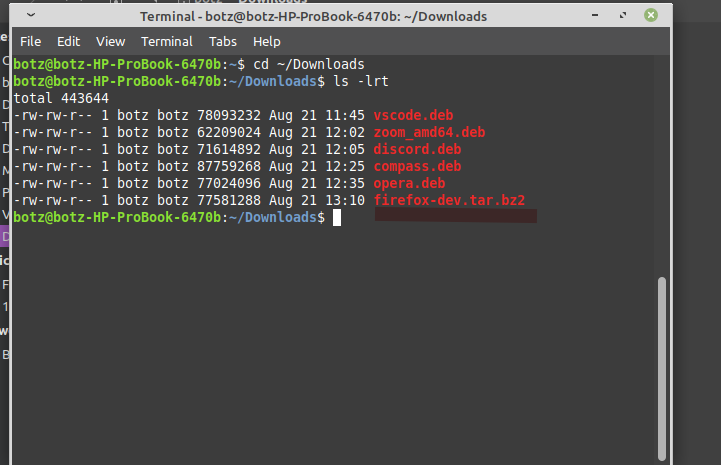 Terminal - botz@botz-HP-ProBook-6470b: ~/Downloads
File Edit View Terminal Tabs Help
botz@botz-HP-ProBook-6470b:~$ cd ~/Downloads
botz@botz-HP-ProBook-6470b:~/Downloads$ ls -lrt
total 443644
-rw-rw-r-- 1 botz botz 78093232 Aug 21 11:45 vscode.deb
-rw-rw-r-- 1 botz botz 62209024 Aug 21 12:02 zoom_amd64.deb
-rw-rw-r-- 1 botz botz 71614892 Aug 21 12:05 discord.deb
-rw-rw-r-- 1 botz botz 87759268 Aug 21 12:25 compass.deb
-rw-rw-r-- 1 botz botz 77024096 Aug 21 12:35 opera.deb
-rw-rw-r-- 1 botz botz 77581288 Aug 21 13:10 firefox-dev.tar.bz2
botz@botz-HP-ProBook-6470b:~/Downloads$